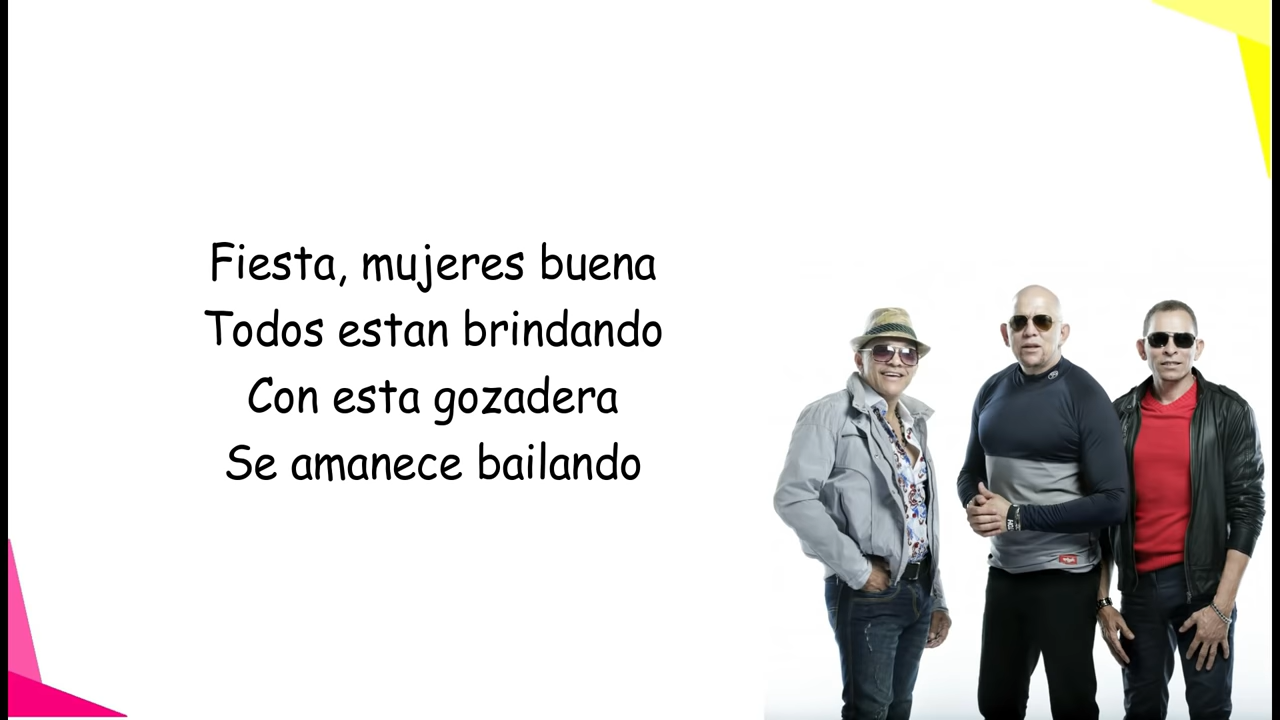 Fiesta, mujeres buena
Todos estan brindando
Con esta gozadera
Se amanece bailando